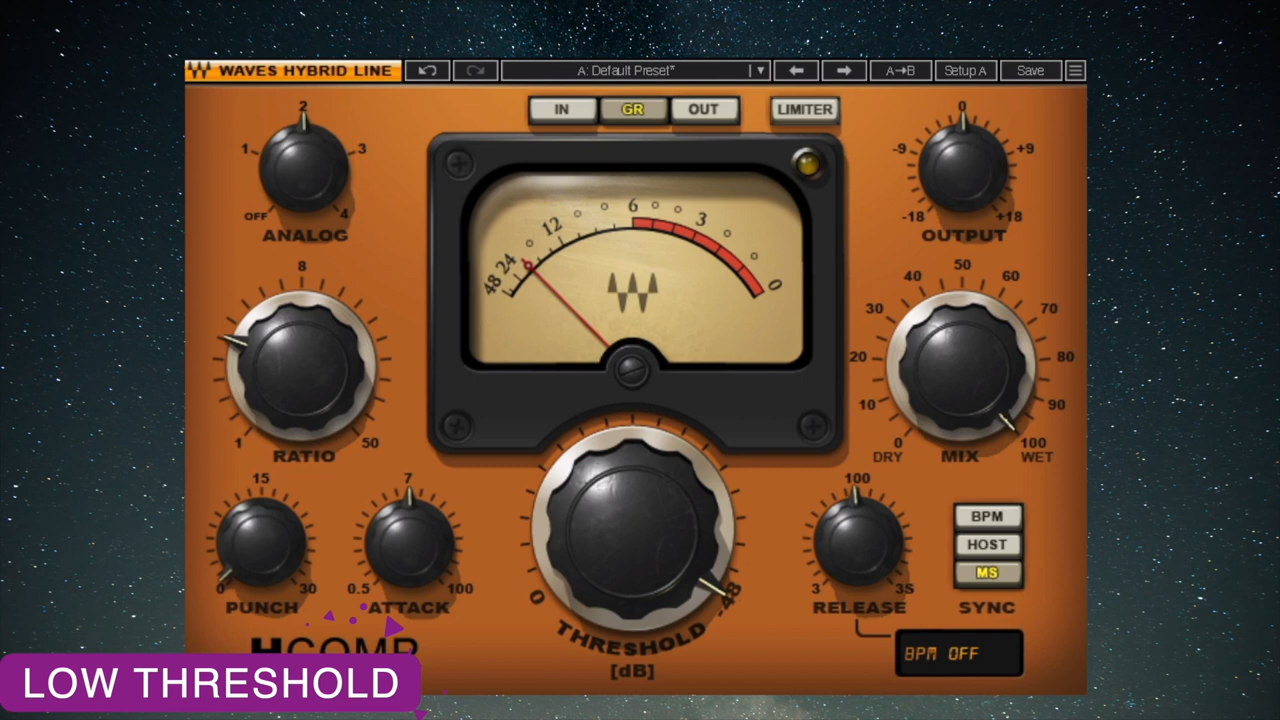 WAVES HYBRID LINE
A: Default Preset*
A→B
Setup A
Save
IN
GR
OUT
LIMITER
2
1
3
OFF
4
ANALOG
48
24
12
6
3
0
0
-9
+9
-18
+18
OUTPUT
8
1
50
RATIO
50
40
60
30
70
20
80
10
90
0
100
DRY
MIX
WET
15
0
30
PUNCH
7
0.5
100
ATTACK
0
-48
THRESHOLD
[dB]
100
3
3S
RELEASE
BPM
HOST
MS
SYNC
BPM OFF
H-COMP
LOW THRESHOLD